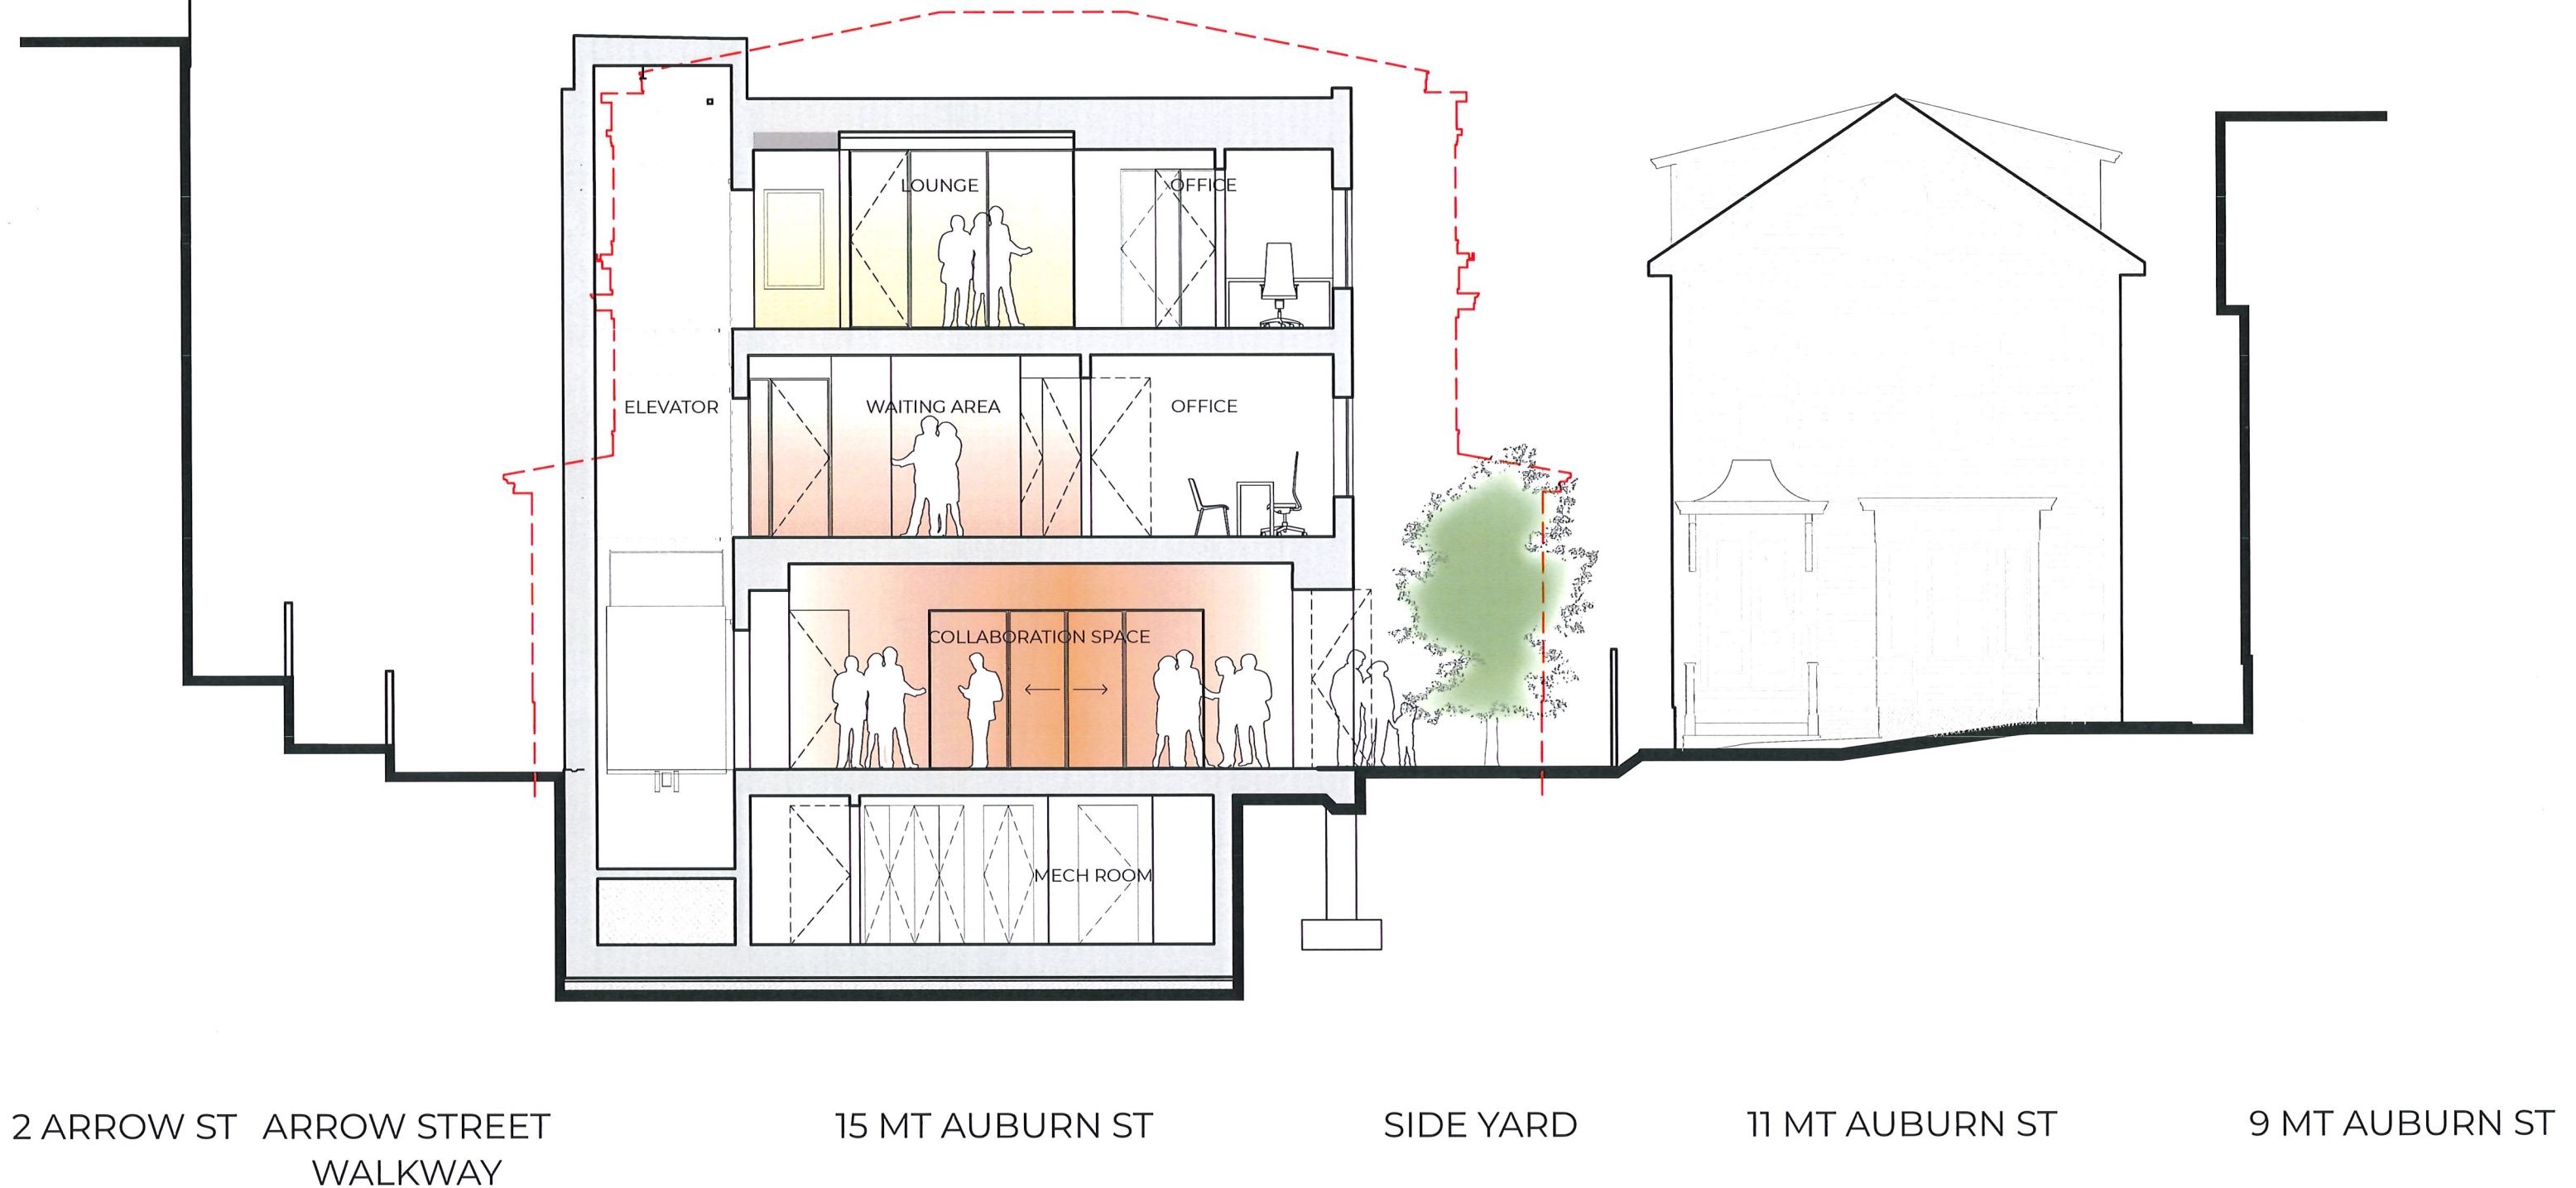 LOUNGE
OFFICE
ELEVATOR
WAITING AREA
OFFICE
COLLABORATION SPACE
MECH ROOM
2 ARROW ST
ARROW STREET
WALKWAY
15 MT AUBURN ST
SIDE YARD
11 MT AUBURN ST
9 MT AUBURN ST